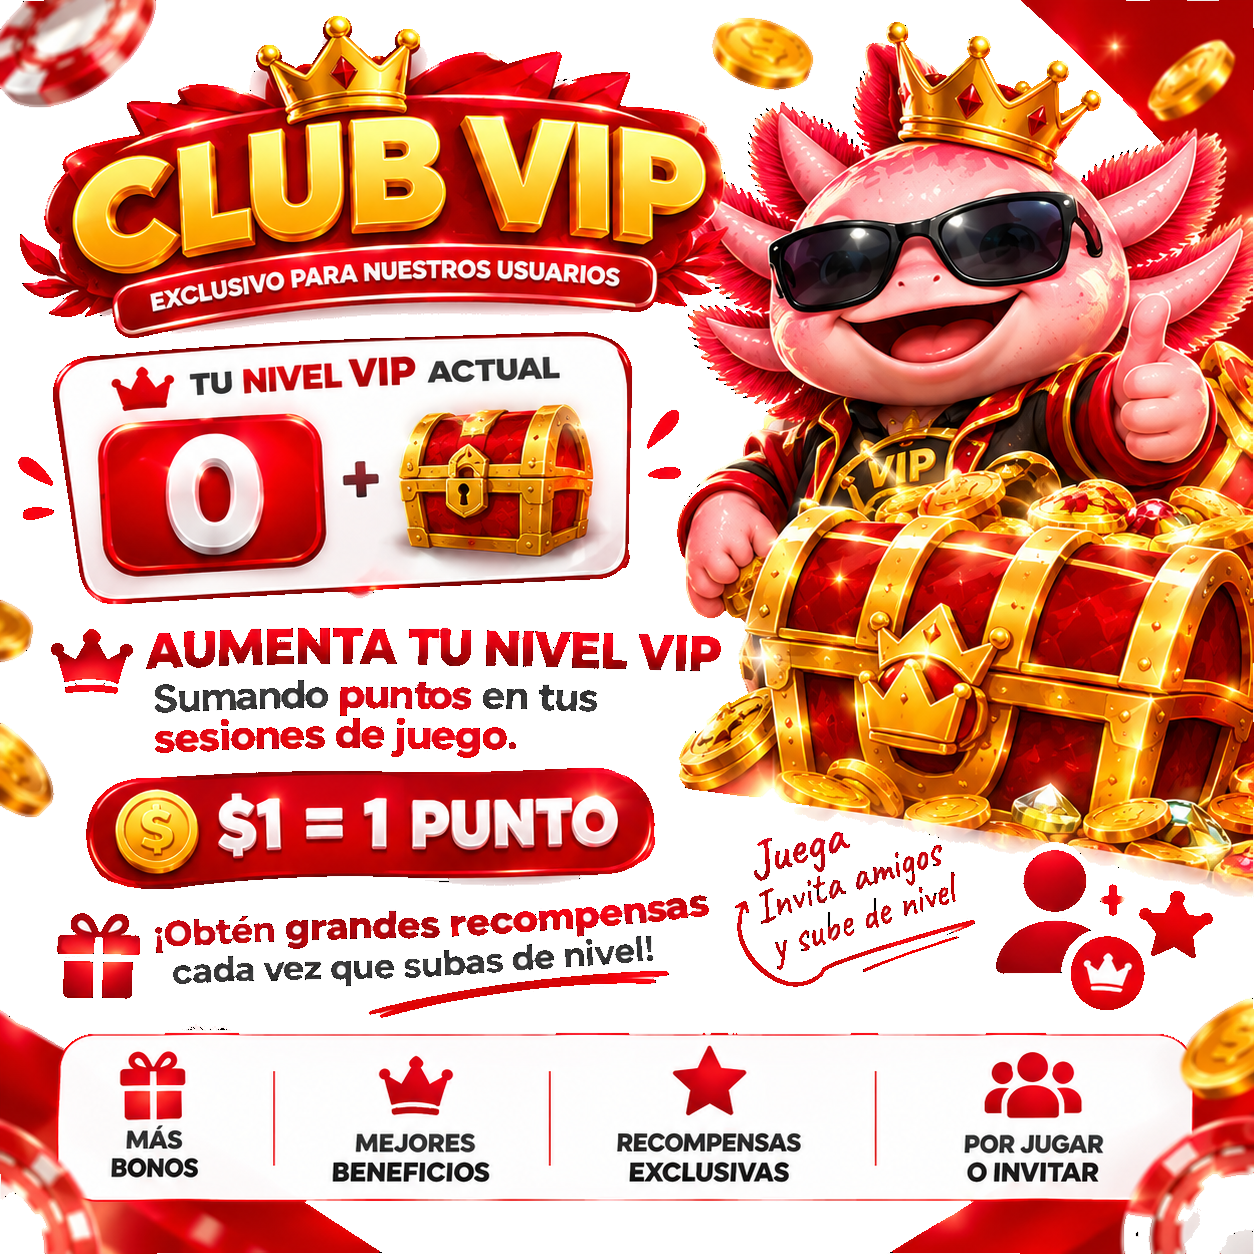 CLUB VIP
EXCLUSIVO PARA NUESTROS USUARIOS
TU NIVEL VIP ACTUAL
0 +
VIP
AUMENTA TU NIVEL VIP
Sumando puntos en tus
sesiones de juego.
$ $1 = 1 PUNTO
¡Obtén grandes recompensas
cada vez que subas de nivel!
Juega
Invita amigos
y sube de nivel
+
MÁS
BONOS
MEJORES
BENEFICIOS
RECOMPENSAS
EXCLUSIVAS
POR JUGAR
O INVITAR